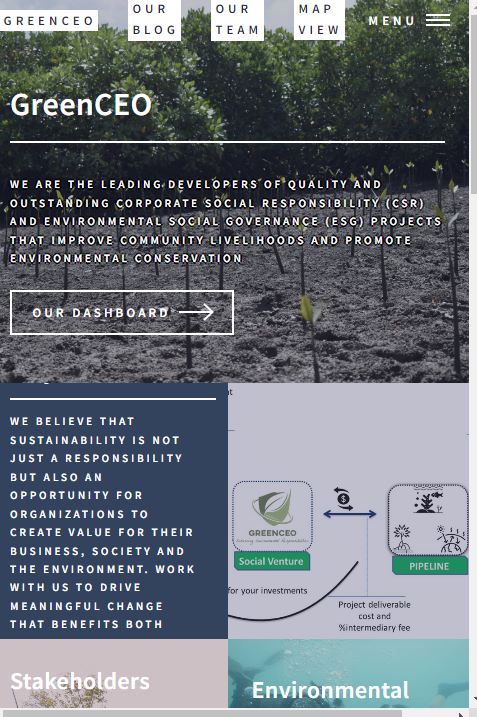 GREENCEO
OUR
BLOG
OUR
TEAM
MAP
VIEW
MENU
GreenCEO
WE ARE THE LEADING DEVELOPERS OF QUALITY AND
OUTSTANDING CORPORATE SOCIAL RESPONSIBILITY (CSR)
AND ENVIRONMENTAL SOCIAL GOVERNANCE (ESG) PROJECTS
THAT IMPROVE COMMUNITY LIVELIHOODS AND PROMOTE
ENVIRONMENTAL CONSERVATION
OUR DASHBOARD
WE BELIEVE THAT
SUSTAINABILITY IS NOT
JUST A RESPONSIBILITY
BUT ALSO AN
OPPORTUNITY FOR
ORGANIZATIONS TO
CREATE VALUE FOR THEIR
BUSINESS, SOCIETY AND
THE ENVIRONMENT. WORK
WITH US TO DRIVE
MEANINGFUL CHANGE
THAT BENEFITS BOTH
GREENCEO
Social Venture
$
PIPELINE
for your investments
Project deliverable
cost and
%intermediary fee
Stakeholders
Environmental